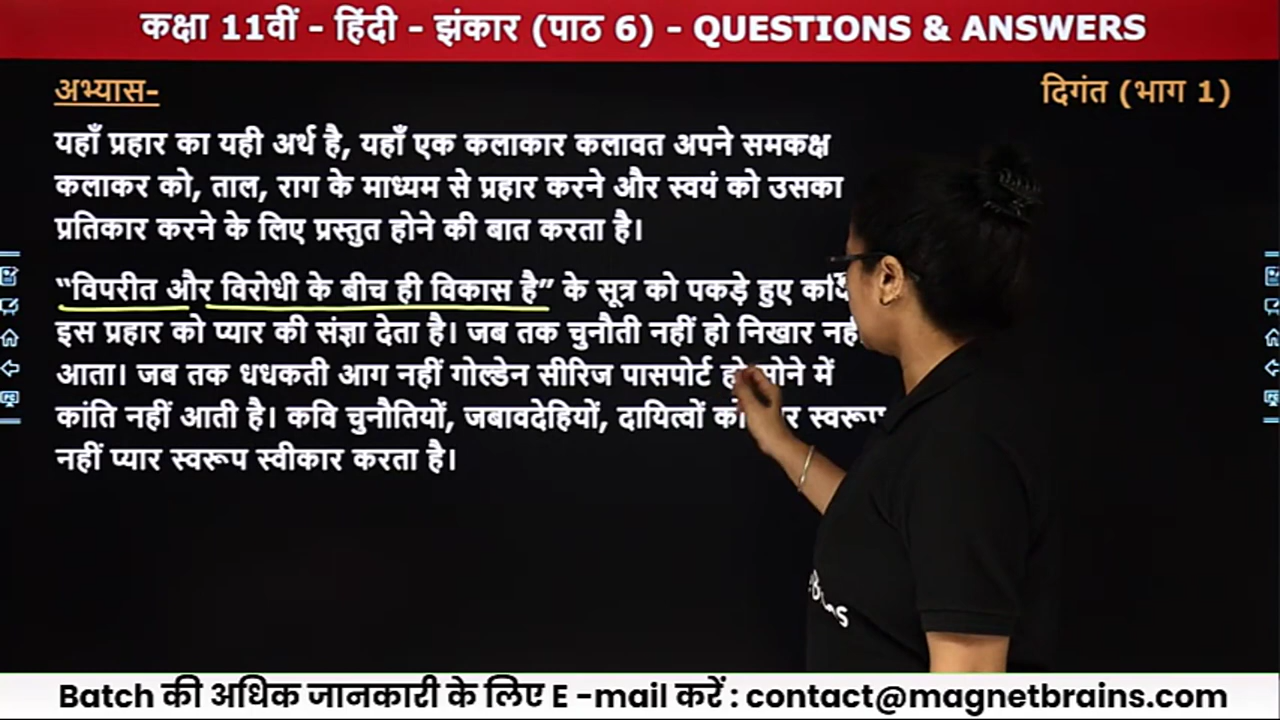 कक्षा 11वीं - हिंदी - झंकार (पाठ 6) - QUESTIONS & ANSWERS
अभ्यास-
दिगंत (भाग 1)
यहाँ प्रहार का यही अर्थ है, यहाँ एक कलाकार कलावत अपने समकक्ष
कलाकर को, ताल, राग के माध्यम से प्रहार करने और स्वयं को उसका
प्रतिकार करने के लिए प्रस्तुत होने की बात करता है।
“विपरीत और विरोधी के बीच ही विकास है” के सूत्र को पकड़े हुए
इस प्रहार को प्यार की संज्ञा देता है। जब तक चुनौती नहीं हो निखार
आता। जब तक धधकती आग नहीं गोल्डेन सीरिज पासपोर्ट में
कांति नहीं आती है। कवि चुनौतियों, जबावदेहियों, दायित्वों
नहीं प्यार स्वरूप स्वीकार करता है।
Batch की अधिक जानकारी के लिए E -mail करें : contact@magnetbrains.com